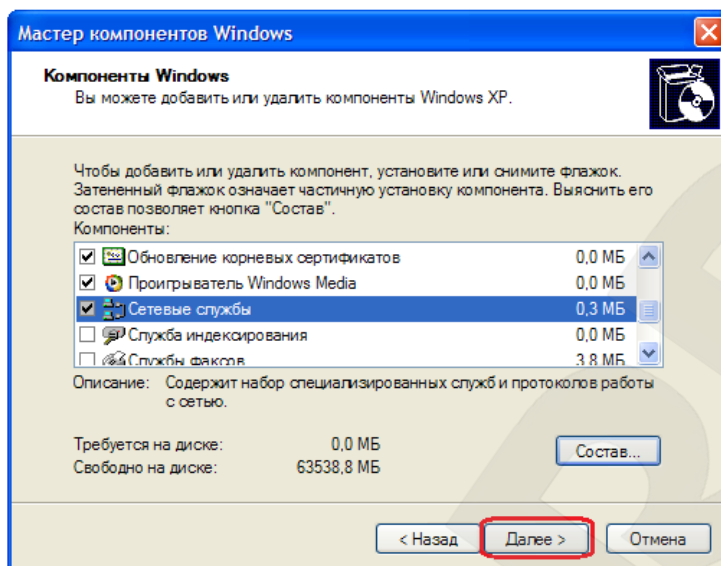 Мастер компонентов Windows
Компоненты Windows
Вы можете добавить или удалить компоненты Windows XP.
Чтобы добавить или удалить компонент, установите или снимите флажок.
Затененный флажок означает частичную установку компонента. Выяснить его
состав позволяет кнопка "Состав".
Компоненты:
Обновление корневых сертификатов 0,0 МБ
Проигрыватель Windows Media 0,0 МБ
Сетевые службы 0,3 МБ
Служба индексирования 0,0 МБ
Службы факсов 3,8 МБ
Описание: Содержит набор специализированных служб и протоколов работы
с сетью.
Требуется на диске: 0,0 МБ
Свободно на диске: 63538,8 МБ
Состав...
< Назад Далее > Отмена